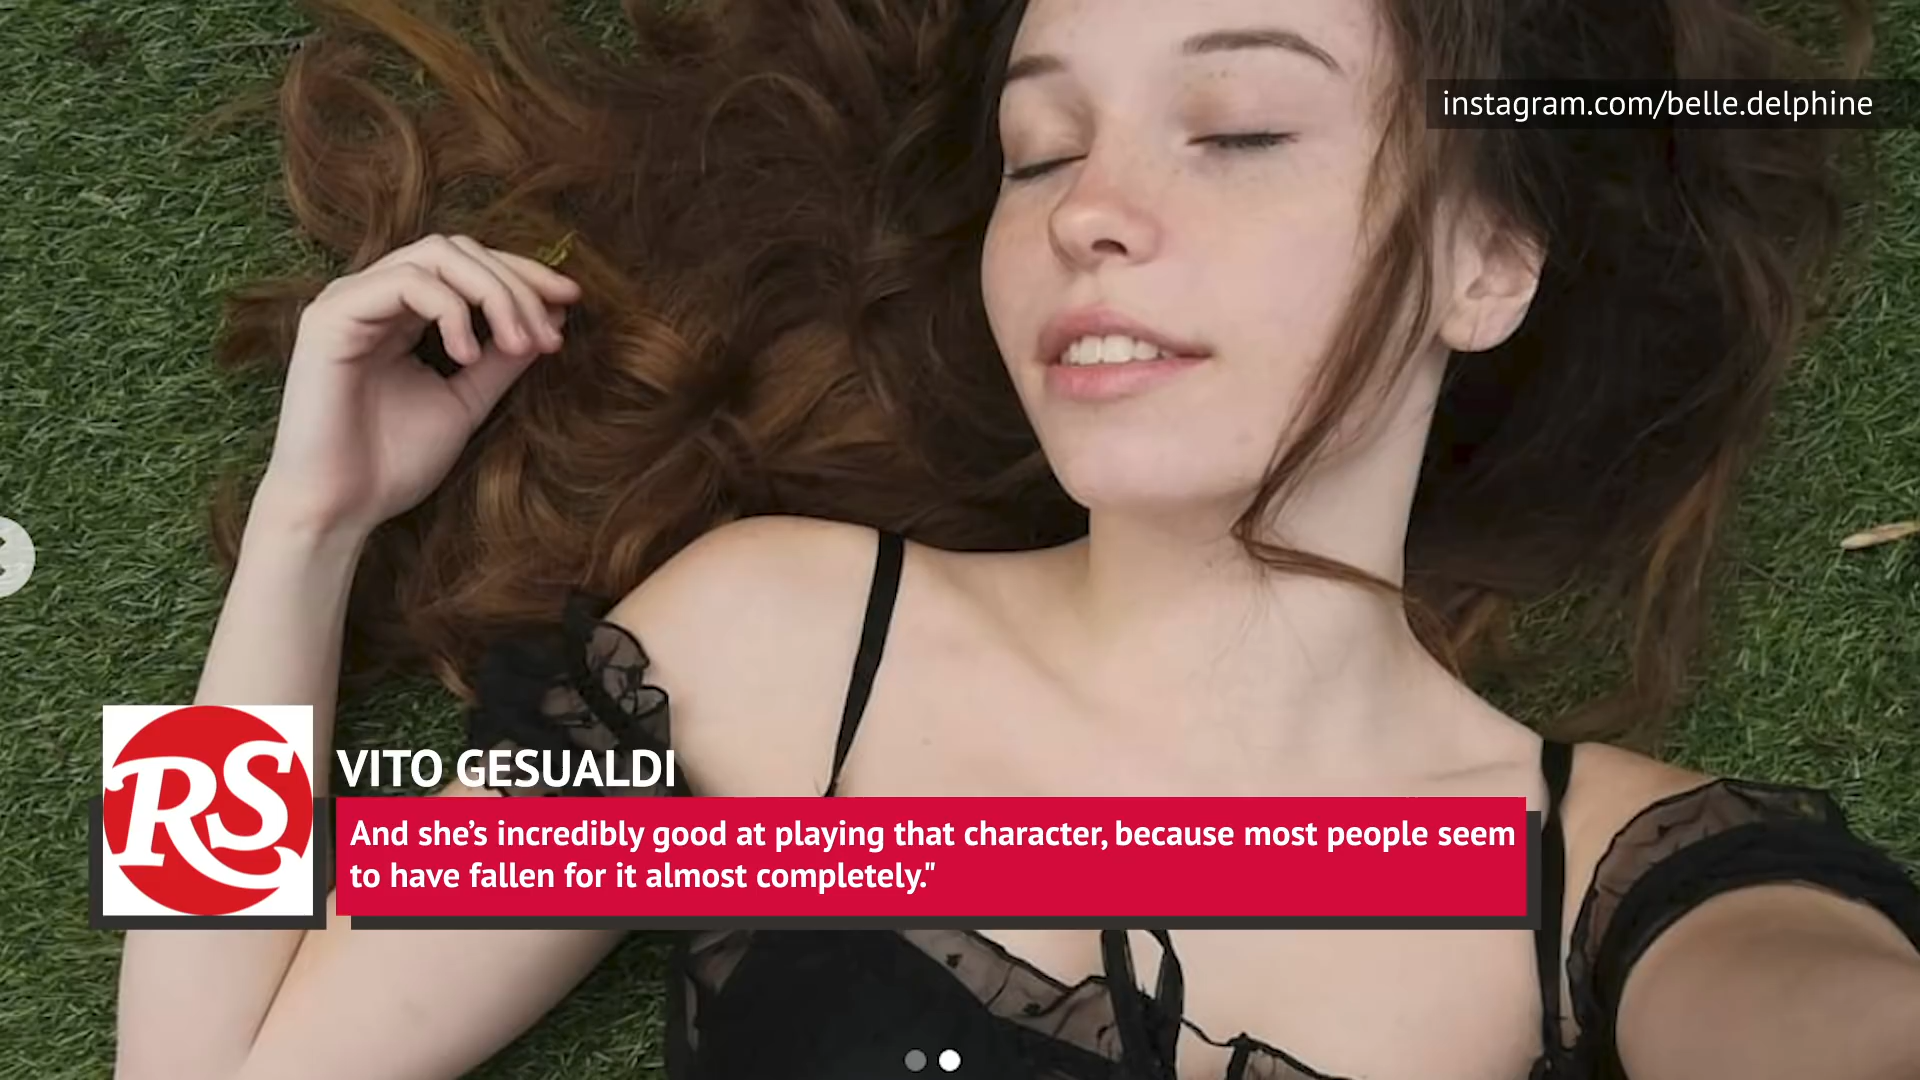 instagram.com/belle.delphine
RS
VITO GESUALDI
And she's incredibly good at playing that character, because most people seem
to have fallen for it almost completely."